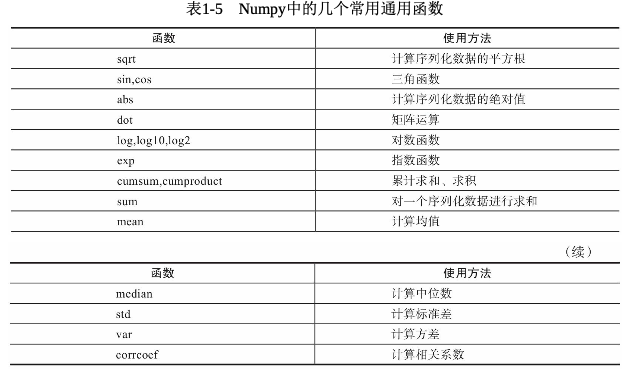 表1-5 Numpy中的几个常用通用函数
函数 使用方法
sqrt 计算序列化数据的平方根
sin,cos 三角函数
abs 计算序列化数据的绝对值
dot 矩阵运算
log,log10,log2 对数函数
exp 指数函数
cumsum,cumproduct 累计求和、求积
sum 对一个序列化数据进行求和
mean 计算均值
（续）
函数 使用方法
median 计算中位数
std 计算标准差
var 计算方差
corrcoef 计算相关系数